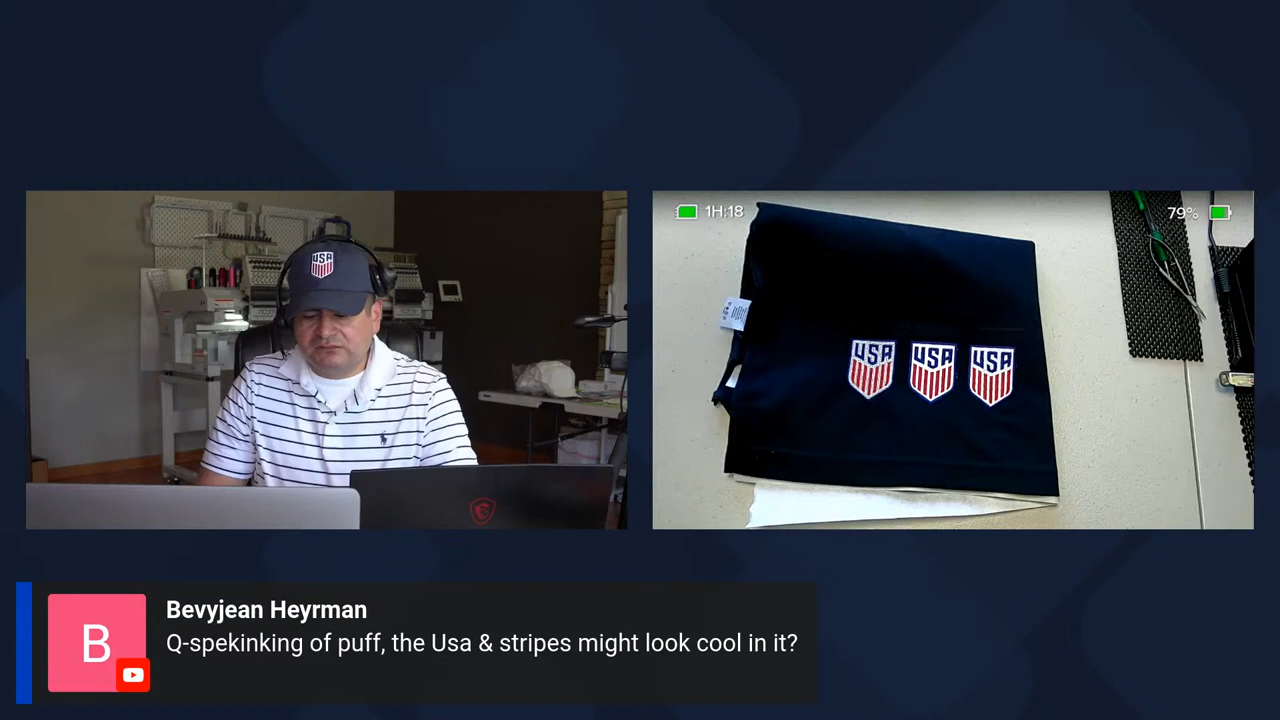 USA
1H:18
79%
USA
USA
USA
B
Bevyjean Heyrman
Q-spekinking of puff, the Usa & stripes might look cool in it?